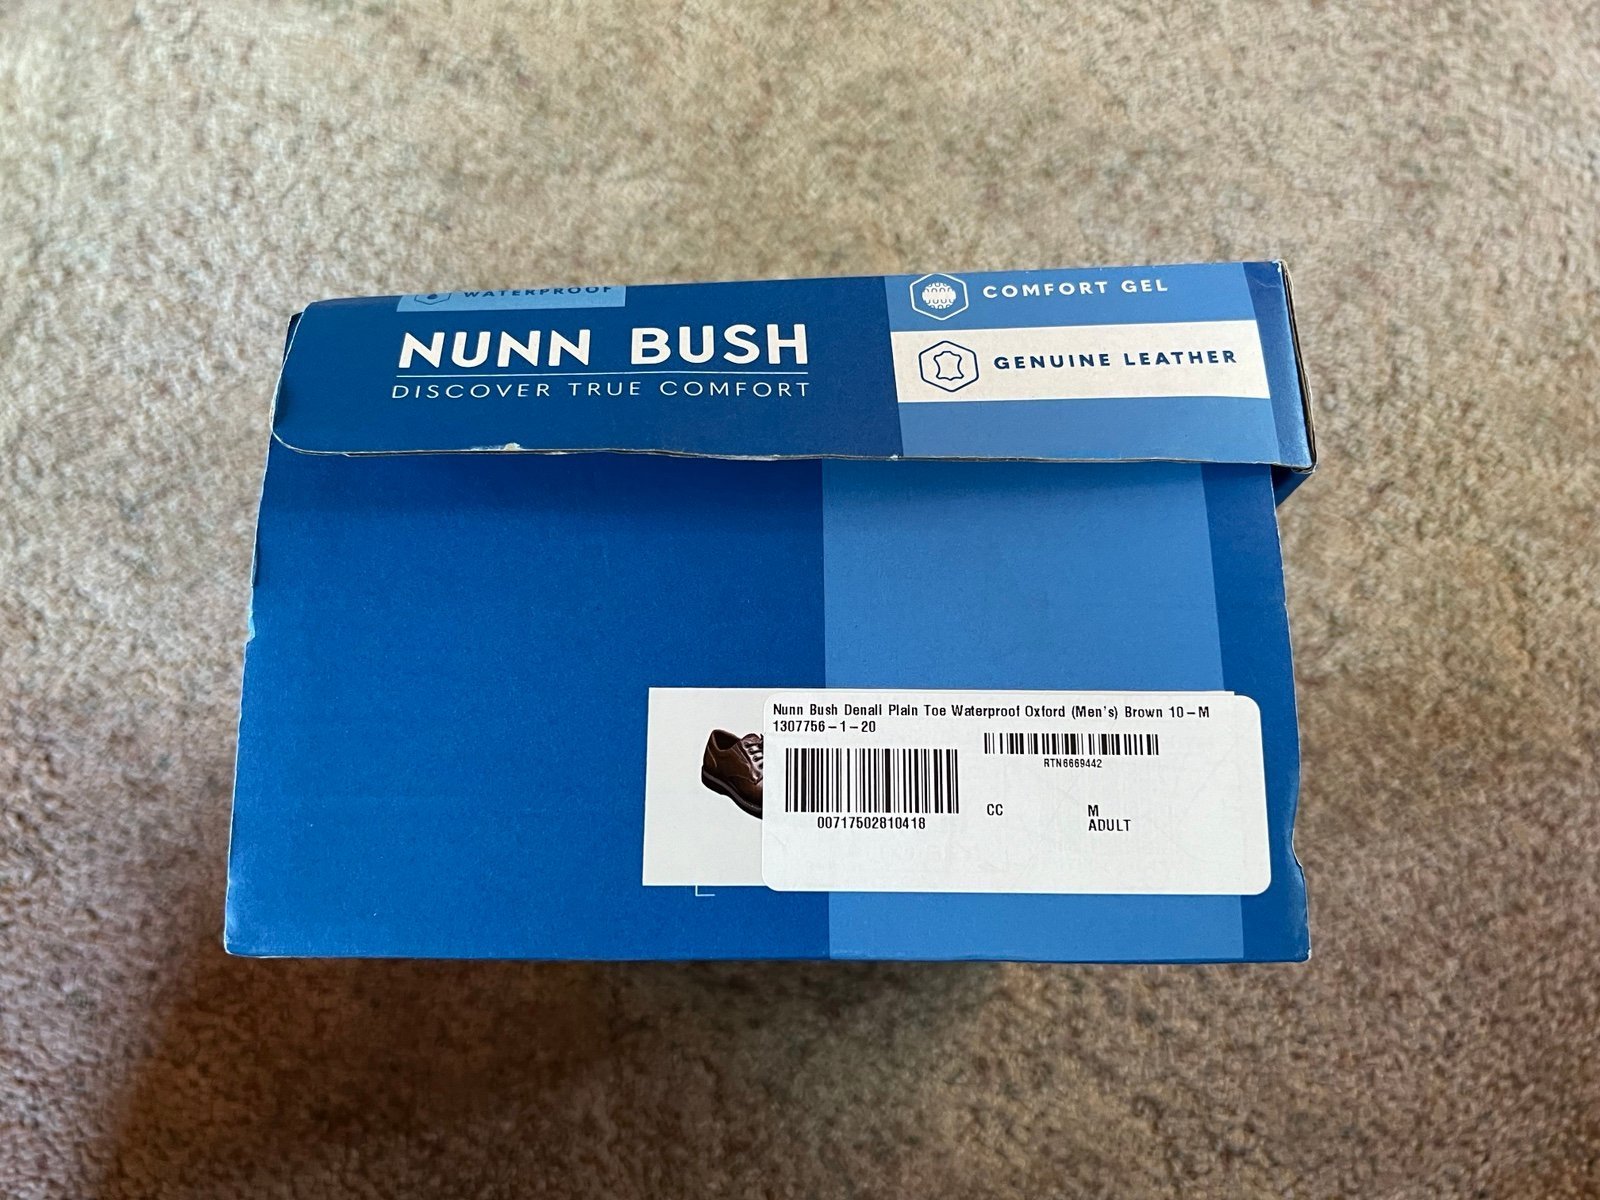 WATERPROOF
COMFORT GEL
NUNN BUSH
GENUINE LEATHER
DISCOVER TRUE COMFORT
Nunn Bush Denali Plain Toe Waterproof Oxford (Men's) Brown 10-M
1307756-1-20
RTN6669442
00717502810418
CC
M
ADULT